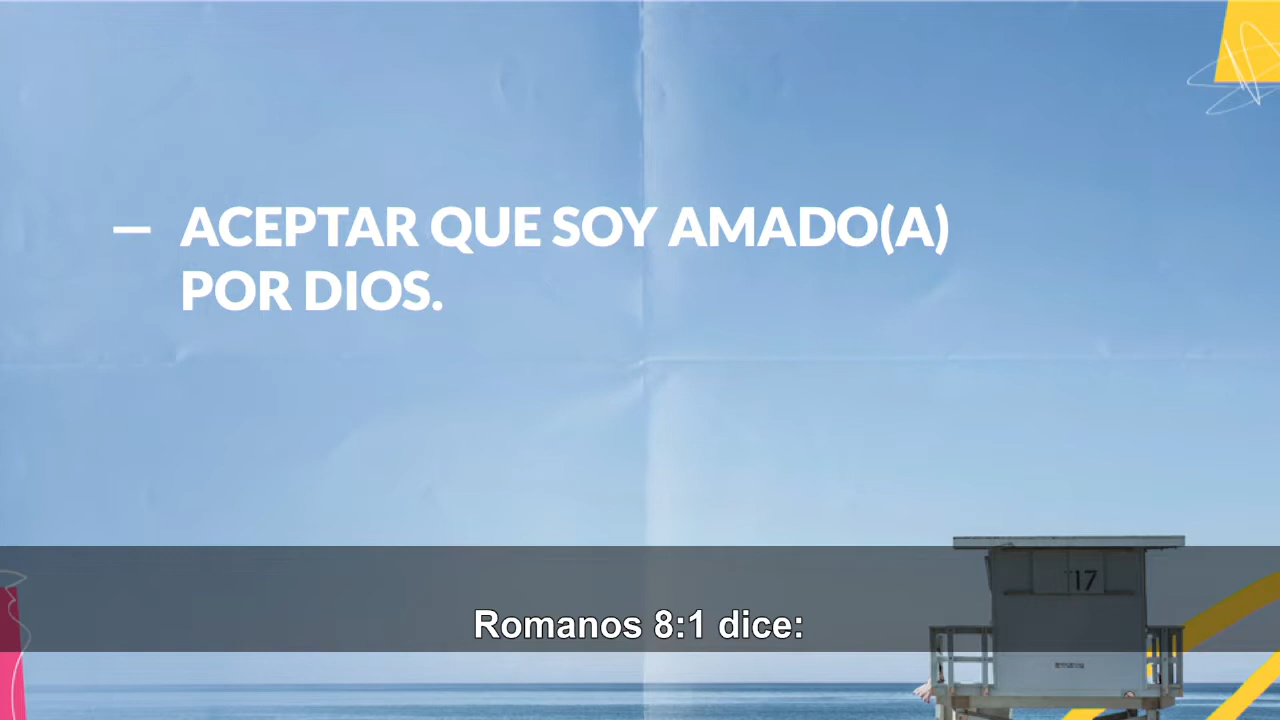 — ACEPTAR QUE SOY AMADO(A)
POR DIOS.
17
Romanos 8:1 dice: